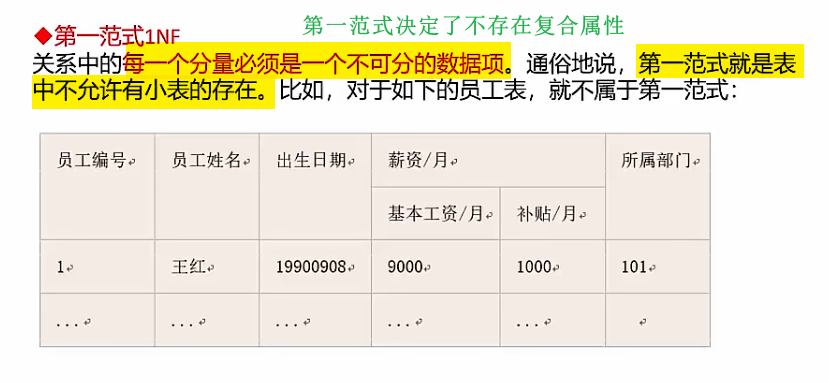 第一范式决定了不存在复合属性
◆第一范式1NF
关系中的每一个分量必须是一个不可分的数据项。通俗地说，第一范式就是表
中不允许有小表的存在。比如，对于如下的员工表，就不属于第一范式：
员工编号 员工姓名 出生日期 薪资/月 所属部门
基本工资/月 补贴/月
1 王红 19900908 9000 1000 101
... ... ... ... ...